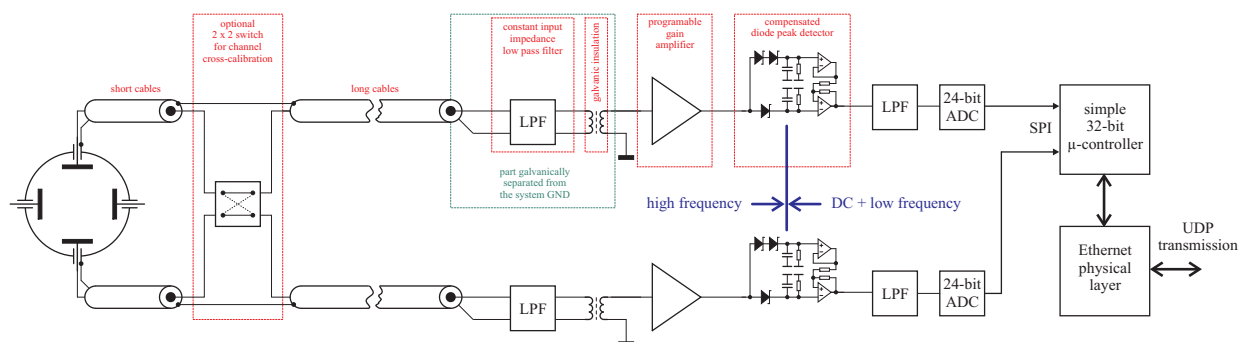 optional
2 x 2 switch
for channel
cross-calibration
short cables
long cables
constant input
impedance
low pass filter
galvanic insulation
LPF
part galvanically
separated from
the system GND
programable
gain
amplifier
compensated
diode peak detector
LPF
24-bit
ADC
SPI
simple
32-bit
μ-controller
high frequency
DC + low frequency
LPF
LPF
24-bit
ADC
Ethernet
physical
layer
UDP
transmission